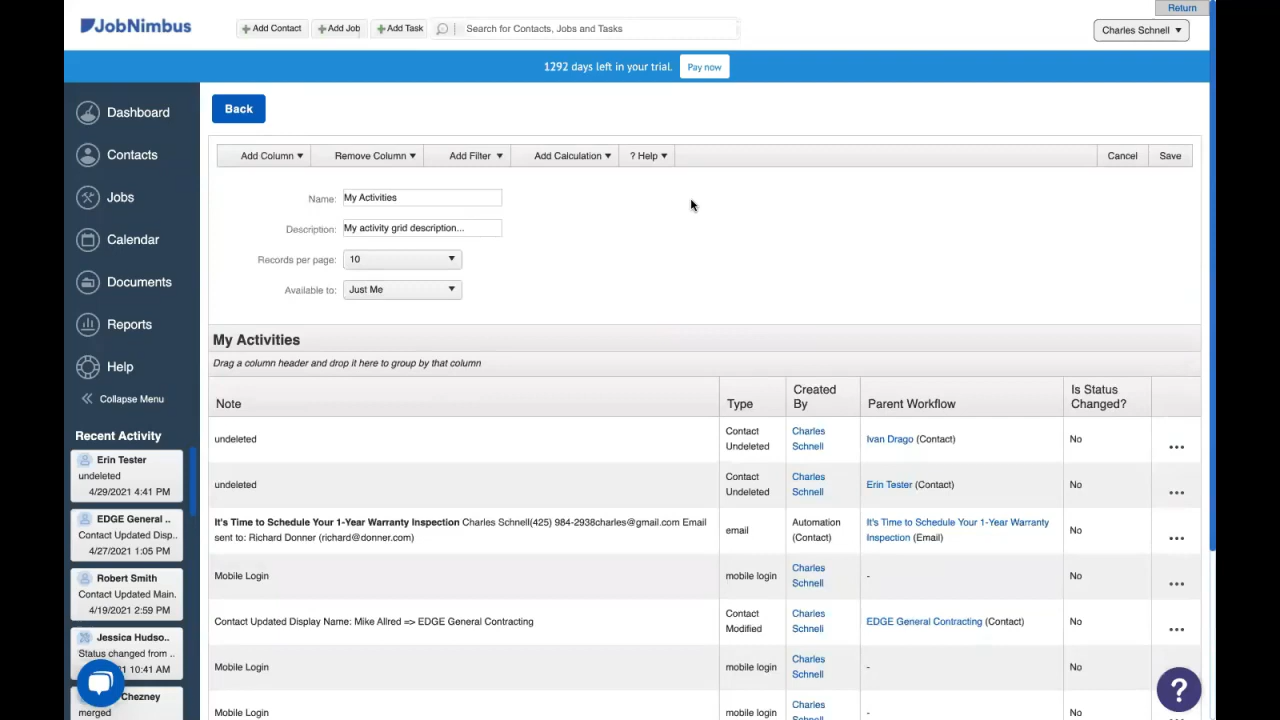 Return
JobNimbus
Add Contact
Add Job
Add Task
Search for Contacts, Jobs and Tasks
Charles Schnell
1292 days left in your trial.
Pay now
Dashboard
Contacts
Jobs
Calendar
Documents
Reports
Help
Collapse Menu
Recent Activity
Erin Tester
undeleted
4/29/2021 4:41 PM
EDGE General ..
Contact Updated Disp..
4/27/2021 1:05 PM
Robert Smith
Contact Updated Main.
4/19/2021 2:59 PM
Jessica Hudso..
Status changed from ..
1 10:41 AM
Chezney
merged
Back
Add Column
Remove Column
Add Filter
Add Calculation
? Help
Cancel
Save
Name: My Activities
Description: My activity grid description...
Records per page: 10
Available to: Just Me
My Activities
Drag a column header and drop it here to group by that column
Note
Type
Created
By
Parent Workflow
Is Status
Changed?
undeleted
Contact
Undeleted
Charles
Schnell
Ivan Drago (Contact)
No
undeleted
Contact
Undeleted
Charles
Schnell
Erin Tester (Contact)
No
It's Time to Schedule Your 1-Year Warranty Inspection Charles Schnell(425) 984-2938charles@gmail.com Email
sent to: Richard Donner (richard@donner.com)
email
Automation
(Contact)
It's Time to Schedule Your 1-Year Warranty
Inspection (Email)
No
Mobile Login
mobile login
Charles
Schnell
-
No
Contact Updated Display Name: Mike Allred => EDGE General Contracting
Contact
Modified
Charles
Schnell
EDGE General Contracting (Contact)
No
Mobile Login
mobile login
Charles
Schnell
-
No
Mobile Login
mobile login
Charles
Schnell
-
No
?